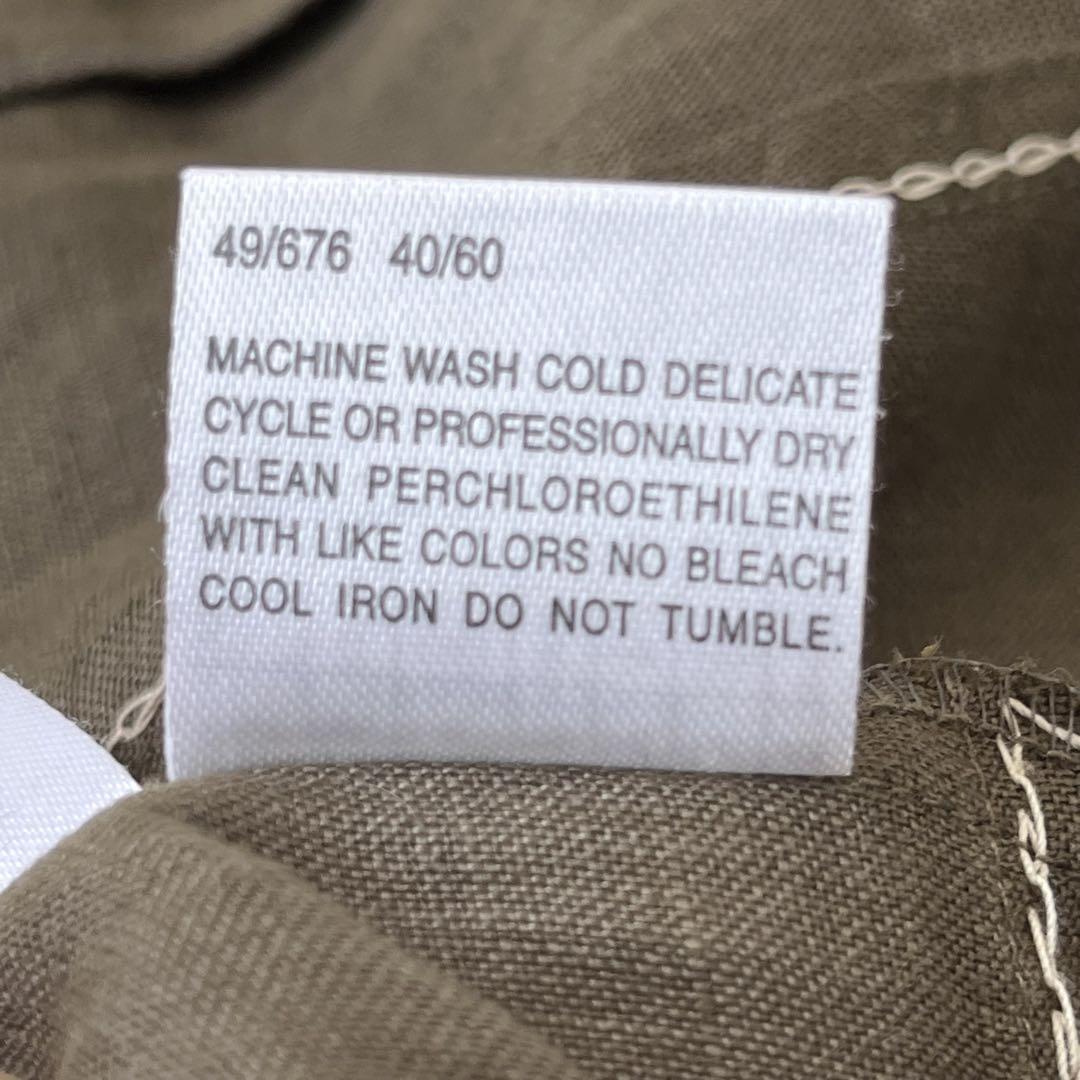 49/676 40/60
MACHINE WASH COLD DELICATE
CYCLE OR PROFESSIONALLY DRY
CLEAN PERCHLOROETHILENE
WITH LIKE COLORS NO BLEACH
COOL IRON DO NOT TUMBLE.